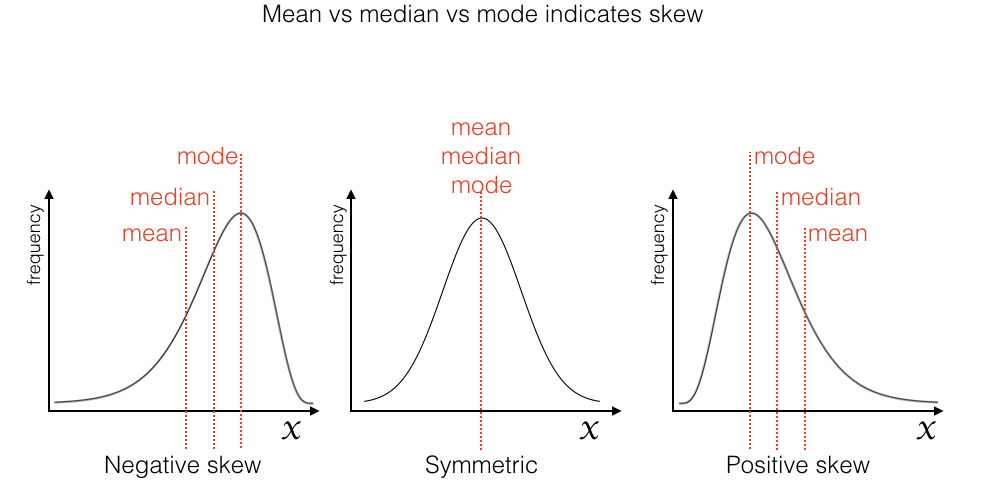 Mean vs median vs mode indicates skew
mode
median
mean
frequency
x
Negative skew
mean
median
mode
frequency
x
Symmetric
mode
median
mean
frequency
x
Positive skew